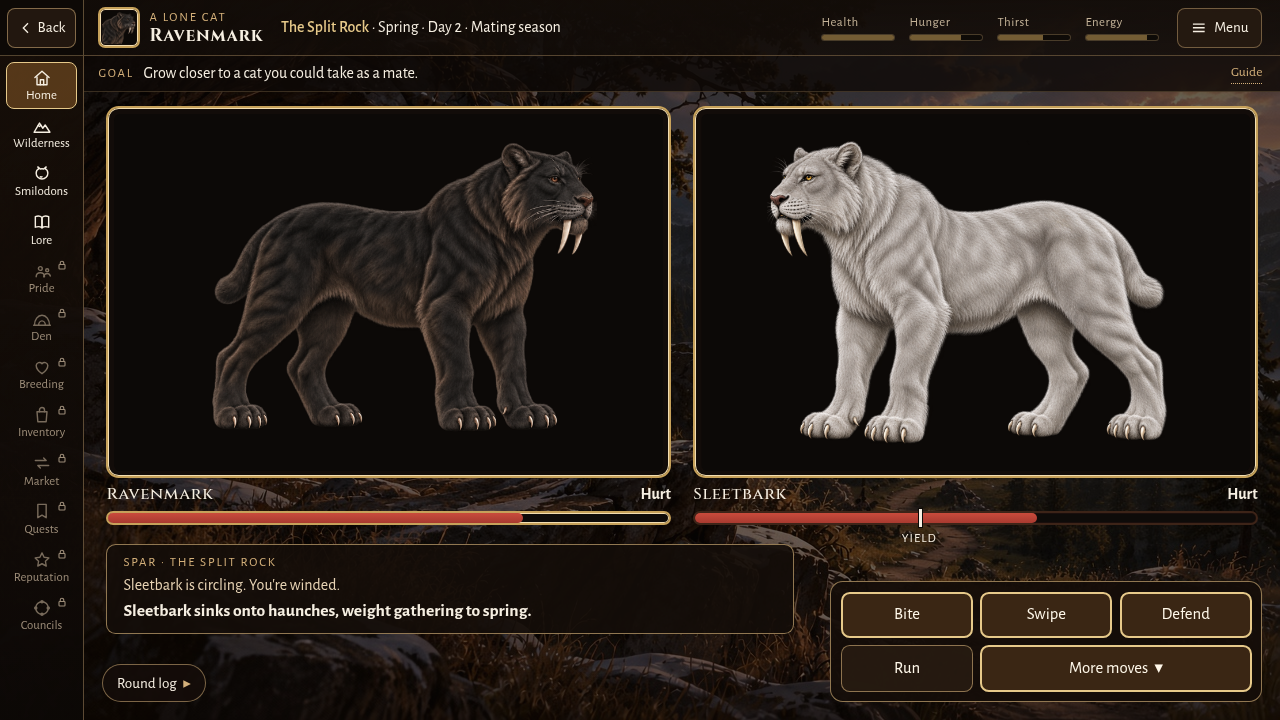 Back
A LONE CAT
RAVENMARK
The Split Rock · Spring · Day 2 · Mating season
Health
Hunger
Thirst
Energy
Menu
GOAL Grow closer to a cat you could take as a mate.
Guide
Home
Wilderness
Smilodons
Lore
Pride
Den
Breeding
Inventory
Market
Quests
Reputation
Councils
RAVENMARK Hurt
SLEETBARK Hurt
YIELD
SPAR · THE SPLIT ROCK
Sleetbark is circling. You're winded.
Sleetbark sinks onto haunches, weight gathering to spring.
Round log ▸
Bite
Swipe
Defend
Run
More moves ▼